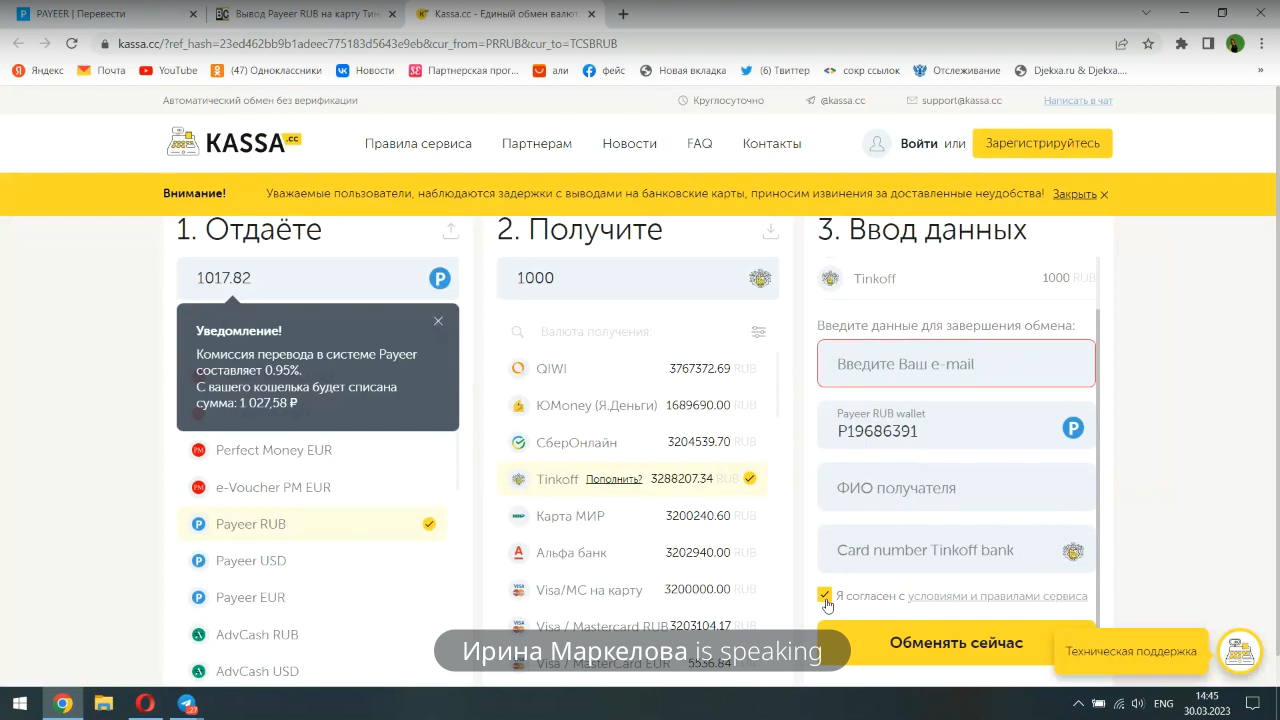 PAYEER | Перевести
Вывод Payeer RUB на карту Тин
Kassa.cc - Единый обмен валют
kassa.cc/?ref_hash=23ed462bb9b1adeec775183d5643e9eb&cur_from=PRRUB&cur_to=TCSBRUB
Яндекс
Почта
YouTube
(47) Одноклассники
Новости
Партнерская прог...
али
фейс
Новая вкладка
(6) Твиттер
сокр ссылок
Отслеживание
Djekxa.ru & Djekxa....
»
Автоматический обмен без верификации
Круглосуточно
@kassa.cc
support@kassa.cc
Написать в чат
KASSA.cc
Правила сервиса
Партнерам
Новости
FAQ
Контакты
Войти или
Зарегистрируйтесь
Внимание!
Уважаемые пользователи, наблюдаются задержки с выводами на банковские карты, приносим извинения за доставленные неудобства!
Закрыть
1. Отдаёте
1017.82
Уведомление!
Комиссия перевода в системе Payeer
составляет 0.95%.
С вашего кошелька будет списана
сумма: 1 027,58 ₽
Perfect Money EUR
e-Voucher PM EUR
Payeer RUB
Payeer USD
Payeer EUR
AdvCash RUB
AdvCash USD
2. Получите
1000
Валюта получения:
QIWI 3767372.69 RUB
ЮMoney (Я.Деньги) 1689690.00 RUB
СберОнлайн 3204539.70 RUB
Tinkoff Пополнить? 3288207.34 RUB
Карта МИР 3200240.60 RUB
Альфа банк 3202940.00 RUB
Visa/MC на карту 3200000.00 RUB
Visa / Mastercard RUB 3203104.17 RUB
Visa / MasterCard EUR 5536.84 EUR
3. Ввод данных
Tinkoff 1000 RUB
Введите данные для завершения обмена:
Введите Ваш e-mail
Payeer RUB wallet
P19686391
ФИО получателя
Card number Tinkoff bank
Я согласен с условиями и правилами сервиса
Обменять сейчас
Техническая поддержка
Ирина Маркелова is speaking
ENG
14:45
30.03.2023